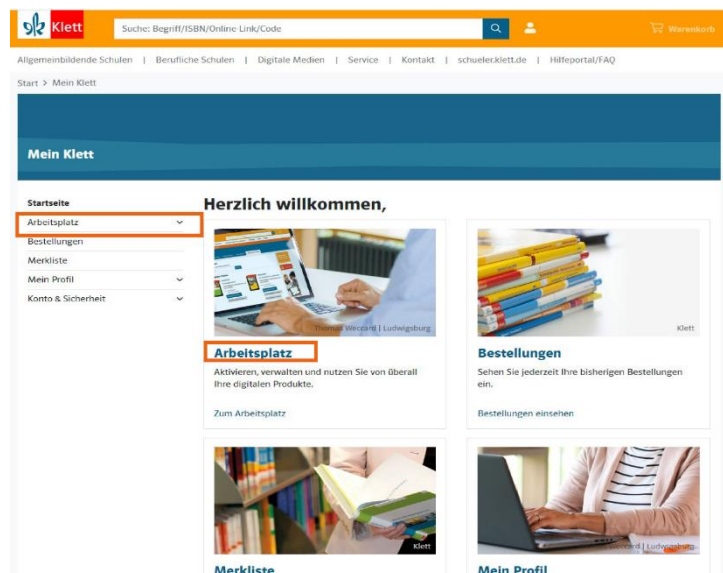 Klett
Suche: Begriff/ISBN/Online-Link/Code
Warenkorb
Allgemeinbildende Schulen | Berufliche Schulen | Digitale Medien | Service | Kontakt | schueler.klett.de | Hilfeportal/FAQ
Start > Mein Klett
Mein Klett
Startseite
Arbeitsplatz
Bestellungen
Merkliste
Mein Profil
Konto & Sicherheit
Herzlich willkommen,
Thomas Weccard | Ludwigsburg
Arbeitsplatz
Aktivieren, verwalten und nutzen Sie von überall
Ihre digitalen Produkte.
Zum Arbeitsplatz
Klett
Bestellungen
Sehen Sie jederzeit Ihre bisherigen Bestellungen
ein.
Bestellungen einsehen
Klett
Merkliste
Weccard | Ludwigsburg
Mein Profil